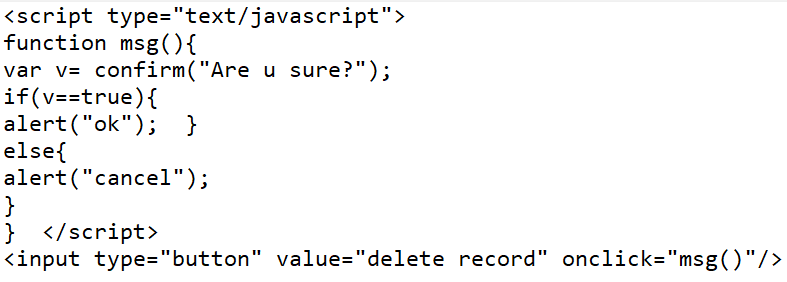 <script type="text/javascript">
function msg(){
var v= confirm("Are u sure?");
if(v==true){
alert("ok");  }
else{
alert("cancel");
}
}  </script>
<input type="button" value="delete record" onclick="msg()"/>